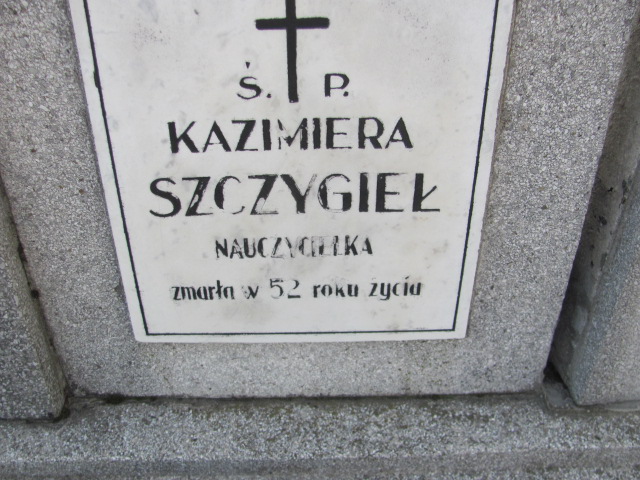 Ś. P.
KAZIMIERA
SZCZYGIEŁ
NAUCZYCIELKA
zmarła w 52 roku życia